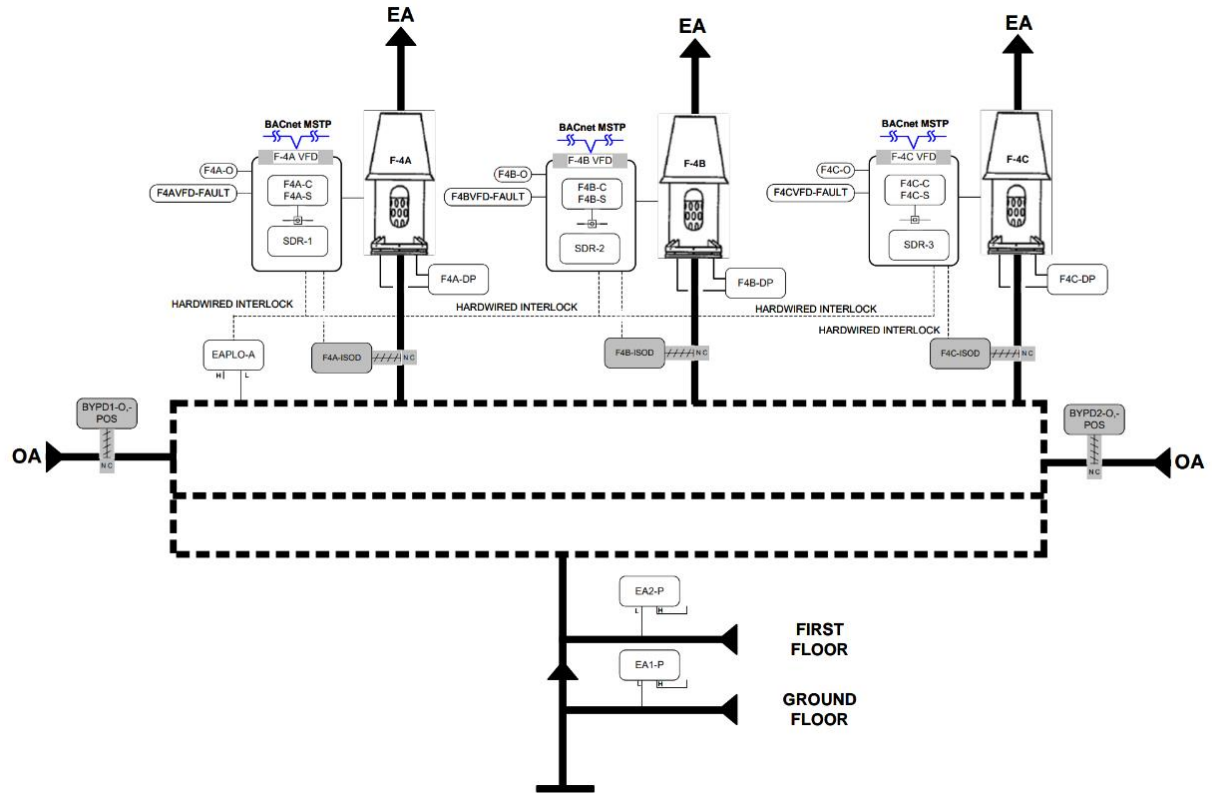 EA
EA
EA
BACnet MSTP
BACnet MSTP
BACnet MSTP
F-4A VFD
F-4B VFD
F-4C VFD
F-4A
F-4B
F-4C
F4A-O
F4B-O
F4C-O
F4AVFD-FAULT
F4BVFD-FAULT
F4CVFD-FAULT
F4A-C
F4A-S
F4B-C
F4B-S
F4C-C
F4C-S
D
D
D
SDR-1
SDR-2
SDR-3
F4A-DP
F4B-DP
F4C-DP
HARDWIRED INTERLOCK
HARDWIRED INTERLOCK
HARDWIRED INTERLOCK
HARDWIRED INTERLOCK
EAPLO-A
H
L
F4A-ISOD
NC
F4B-ISOD
NC
F4C-ISOD
NC
BYPD1-O,-
POS
NC
OA
BYPD2-O,-
POS
NC
OA
EA2-P
L
H
FIRST
FLOOR
EA1-P
L
H
GROUND
FLOOR